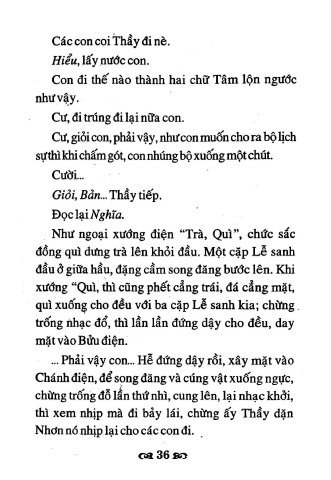 Các con coi Thầy đi nè.
Hiểu, lấy nước con.
Con đi thế nào thành hai chữ Tâm lộn ngước
như vậy.
Cư, đi trúng đi lại nữa con.
Cư, giỏi con, phải vậy, như con muốn cho ra bộ lịch
sự thì khi chấm gót, con nhúng bộ xuống một chút.
Cười...
Giỏi, Bản... Thầy tiếp.
Đọc lại Nghĩa.
Như ngoại xướng điện “Trà, Quì”, chức sắc
đồng quì dưng trà lên khỏi đầu. Một cặp Lễ sanh
đầu ở giữa hầu, đặng cầm song đăng bước lên. Khi
xướng “Quì, thì cũng phết cẳng trái, đá cẳng mặt,
quì xuống cho đều với ba cặp Lễ sanh kia; chừng
trống nhạc đổ, thì lần lần đứng dậy cho đều, day
mặt vào Bửu điện.
... Phải vậy con... Hễ đứng dậy rồi, xây mặt vào
Chánh điện, để song đăng và cúng vật xuống ngực,
chừng trống đổ lần thứ nhì, cung lên, lại nhạc khỏi,
thì xem nhịp mà đi bảy lái, chừng ấy Thầy dặn
Nhơn nó nhịp lại cho các con đi.
36